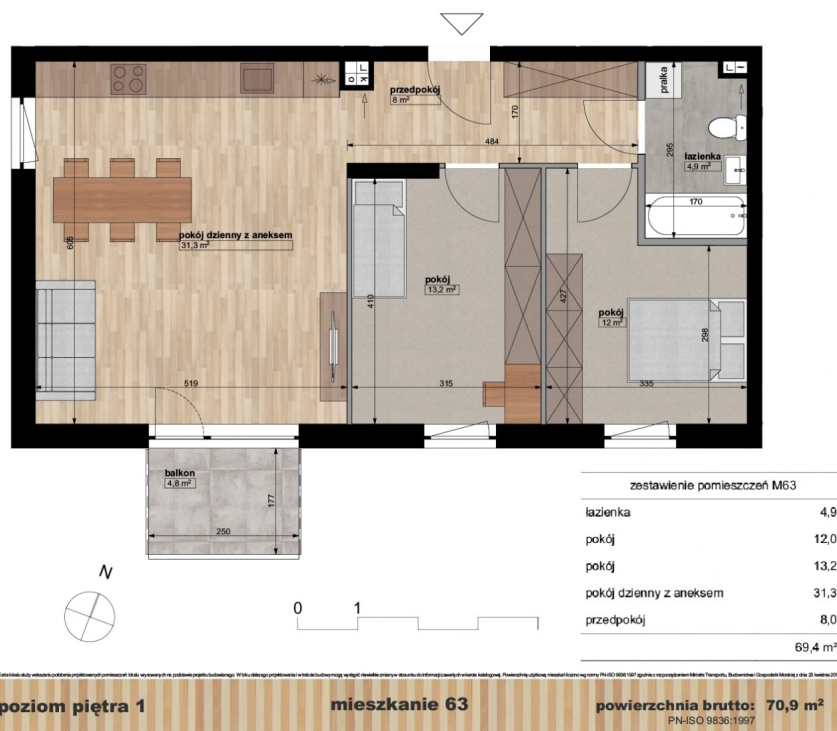 przedpokój
8 m²
pralka
170
484
295
łazienka
4,9 m²
170
605
pokój dzienny z aneksem
31,3 m²
410
pokój
13,2 m²
427
pokój
12 m²
298
519
315
335
balkon
4,8 m²
177
250
N
0 1
zestawienie pomieszczeń M63
łazienka 4,9
pokój 12,0
pokój 13,2
pokój dzienny z aneksem 31,3
przedpokój 8,0
69,4 m²
poziom piętra 1
mieszkanie 63
powierzchnia brutto: 70,9 m²
PN-ISO 9836:1997